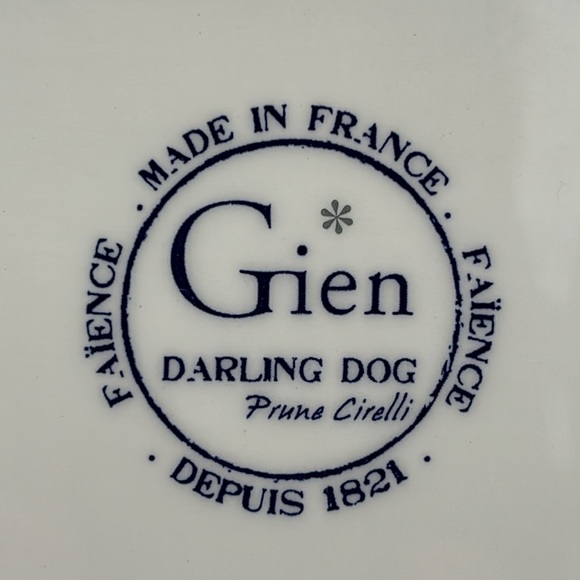 MADE IN FRANCE
FAÏENCE
Gien*
DARLING DOG
Prune Cirelli
FAÏENCE
DEPUIS 1821